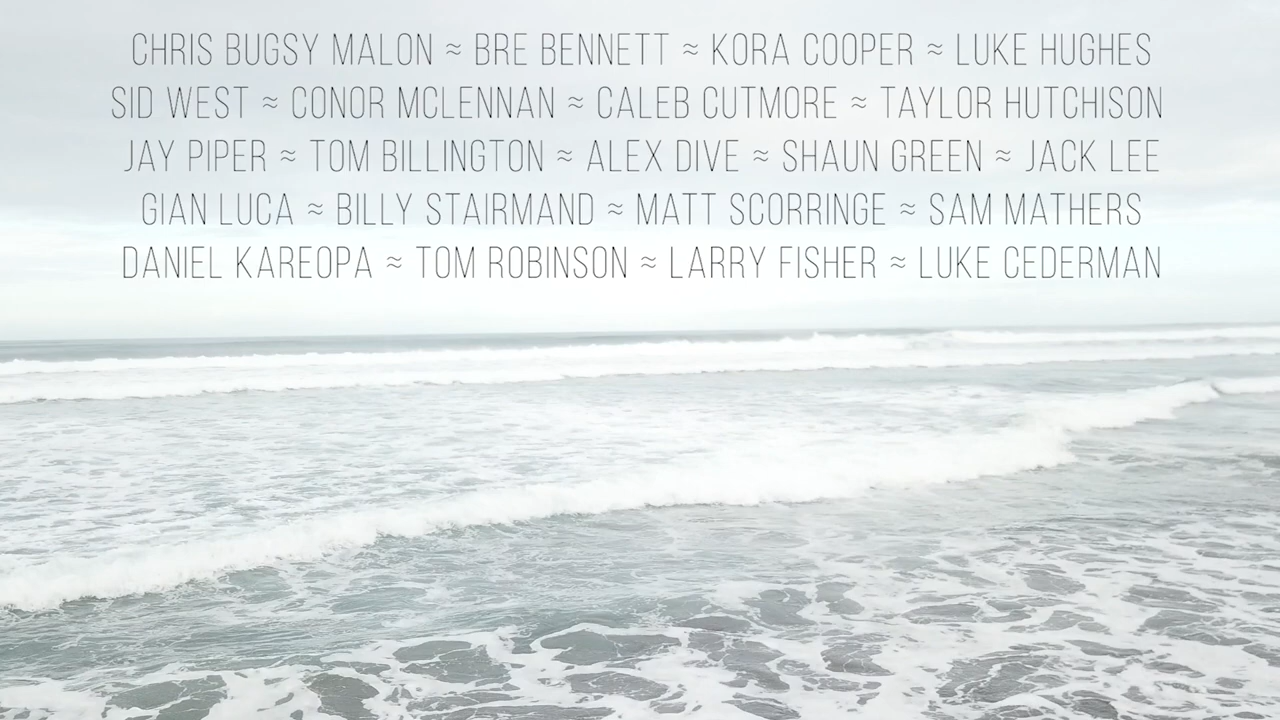 CHRIS BUGSY MALON ≈ BRE BENNETT ≈ KORA COOPER ≈ LUKE HUGHES
SID WEST ≈ CONOR MCLENNAN ≈ CALEB CUTMORE ≈ TAYLOR HUTCHISON
JAY PIPER ≈ TOM BILLINGTON ≈ ALEX DIVE ≈ SHAUN GREEN ≈ JACK LEE
GIAN LUCA ≈ BILLY STAIRMAND ≈ MATT SCORRINGE ≈ SAM MATHERS
DANIEL KAREOPA ≈ TOM ROBINSON ≈ LARRY FISHER ≈ LUKE CEDERMAN